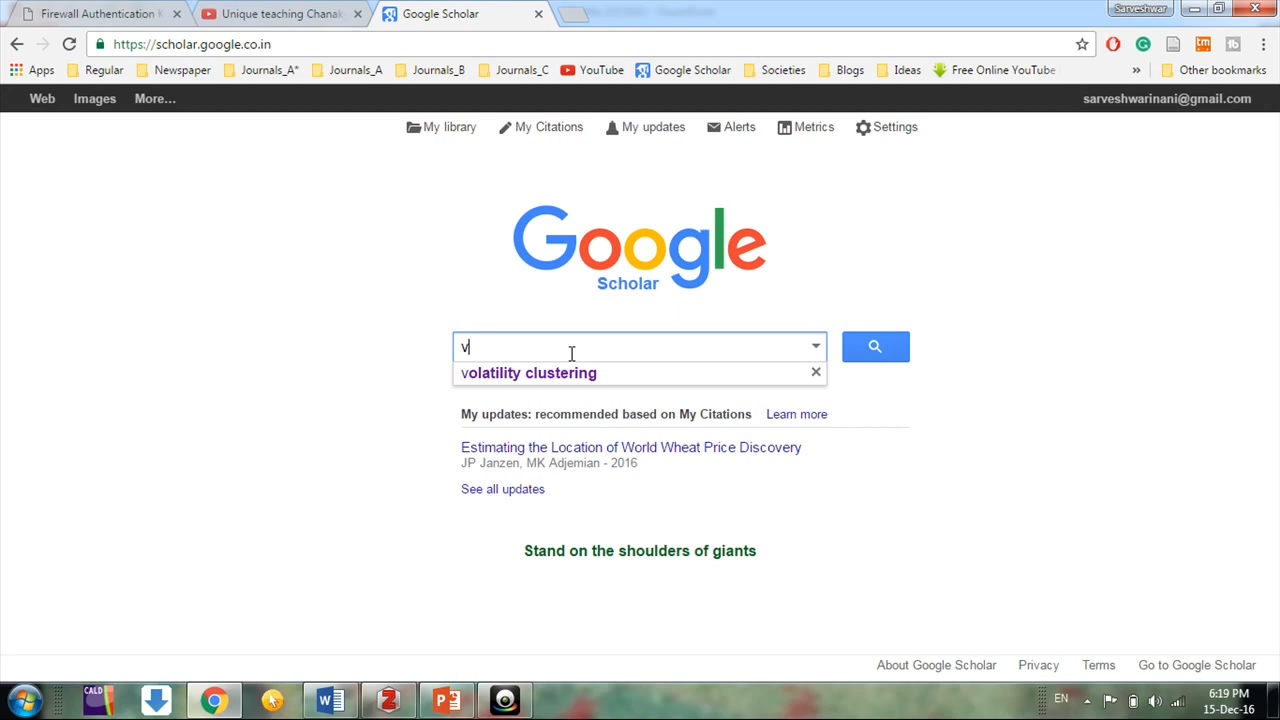 Firewall Authentication K
Unique teaching Chanak
Google Scholar
Sarveshwar
https://scholar.google.co.in
Apps
Regular
Newspaper
Journals_A*
Journals_A
Journals_B
Journals_C
YouTube
Google Scholar
Societies
Blogs
Ideas
Free Online YouTube
»
Other bookmarks
Web
Images
More...
sarveshwarinani@gmail.com
My library
My Citations
My updates
Alerts
Metrics
Settings
Google
Scholar
v
volatility clustering
My updates: recommended based on My Citations Learn more
Estimating the Location of World Wheat Price Discovery
JP Janzen, MK Adjemian - 2016
See all updates
Stand on the shoulders of giants
About Google Scholar
Privacy
Terms
Go to Google Scholar
CALD
EN
6:19 PM
15-Dec-16